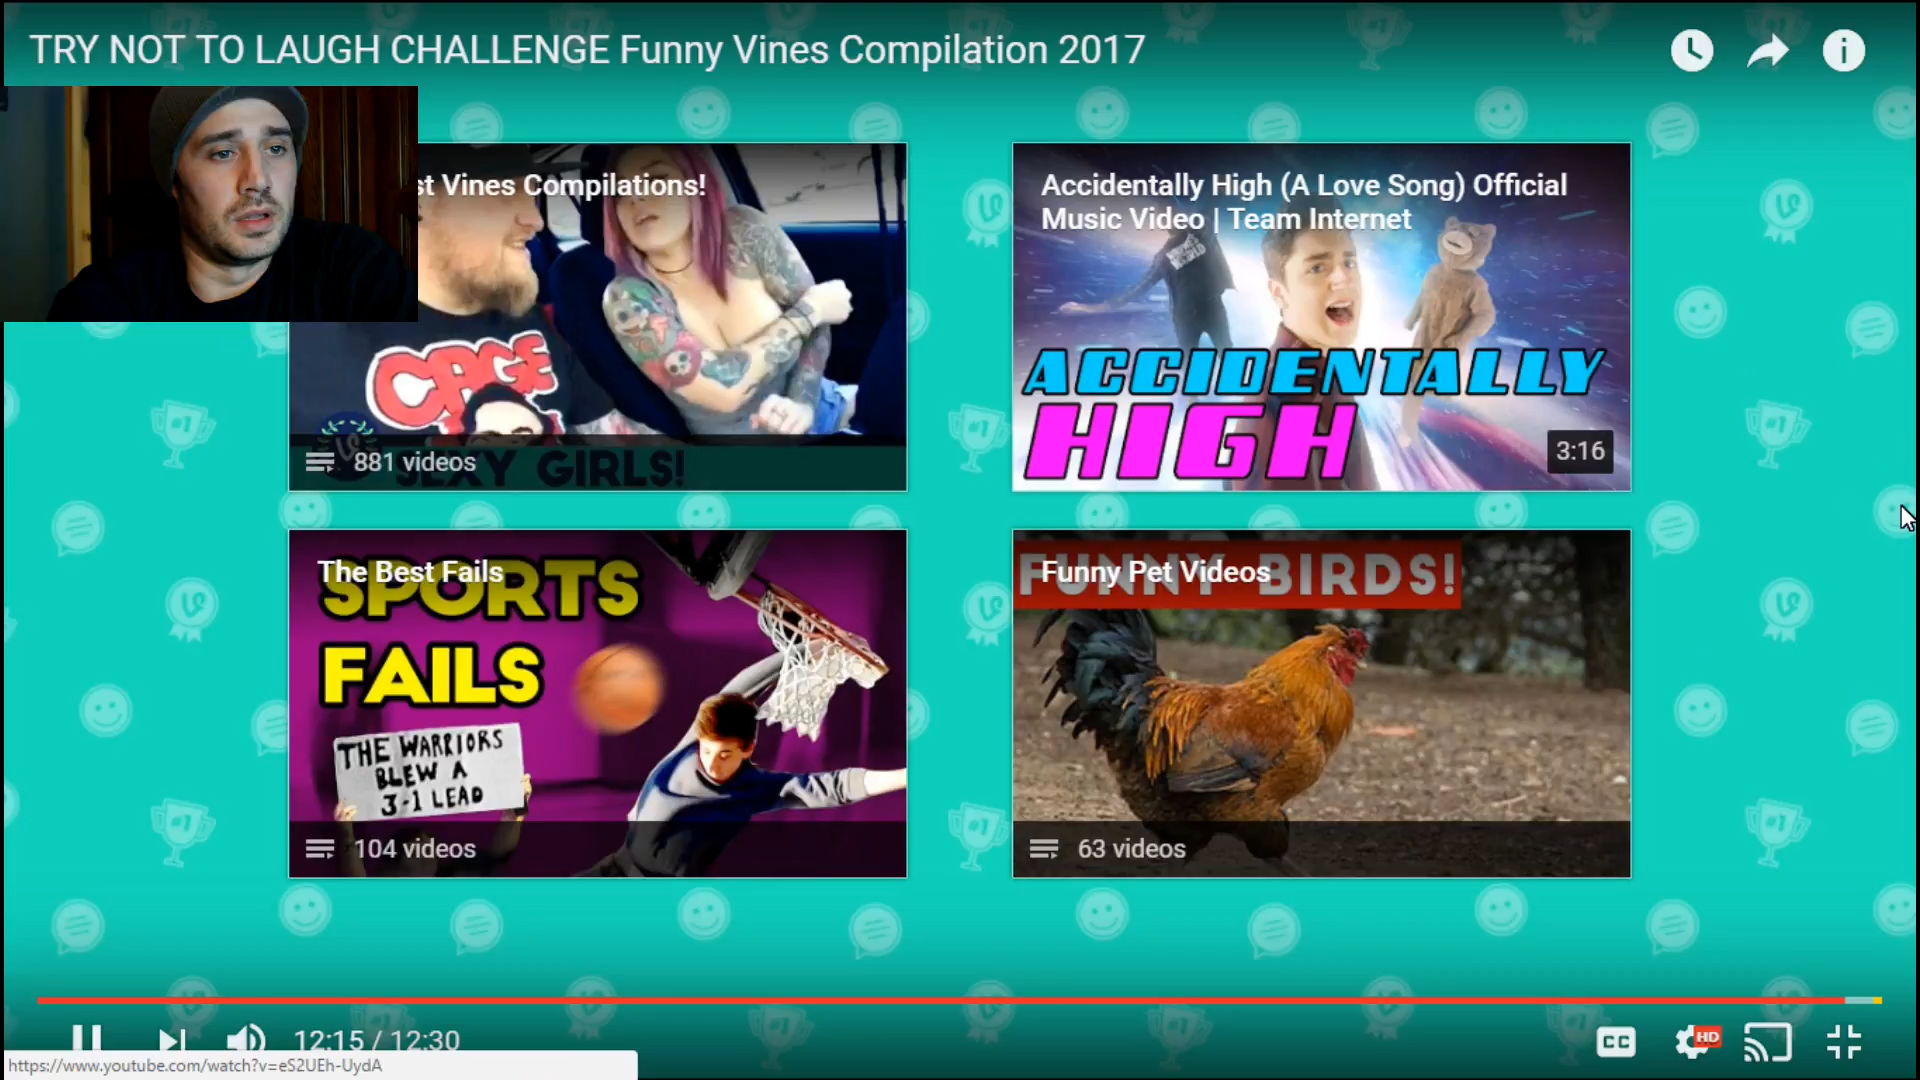 TRY NOT TO LAUGH CHALLENGE Funny Vines Compilation 2017
st Vines Compilations!
CAGE
881 videos
SEXY GIRLS!
Accidentally High (A Love Song) Official
Music Video | Team Internet
ACCIDENTALLY
HIGH
3:16
The Best Fails
SPORTS
FAILS
THE WARRIORS
BLEW A
3-1 LEAD
104 videos
FUNNY BIRDS!
Funny Pet Videos
63 videos
12:15 / 12:30
CC
HD
https://www.youtube.com/watch?v=eS2UEh-UydA